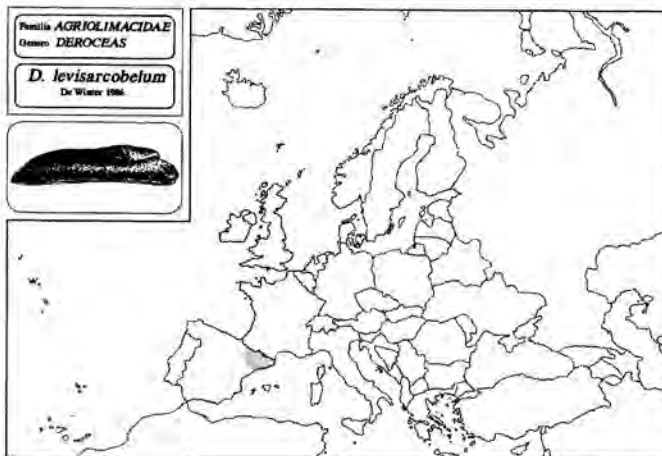 Familia AGRIOLIMACIDAE
Genero DEROCEAS
D. levisarcobelum
De Winter 1986